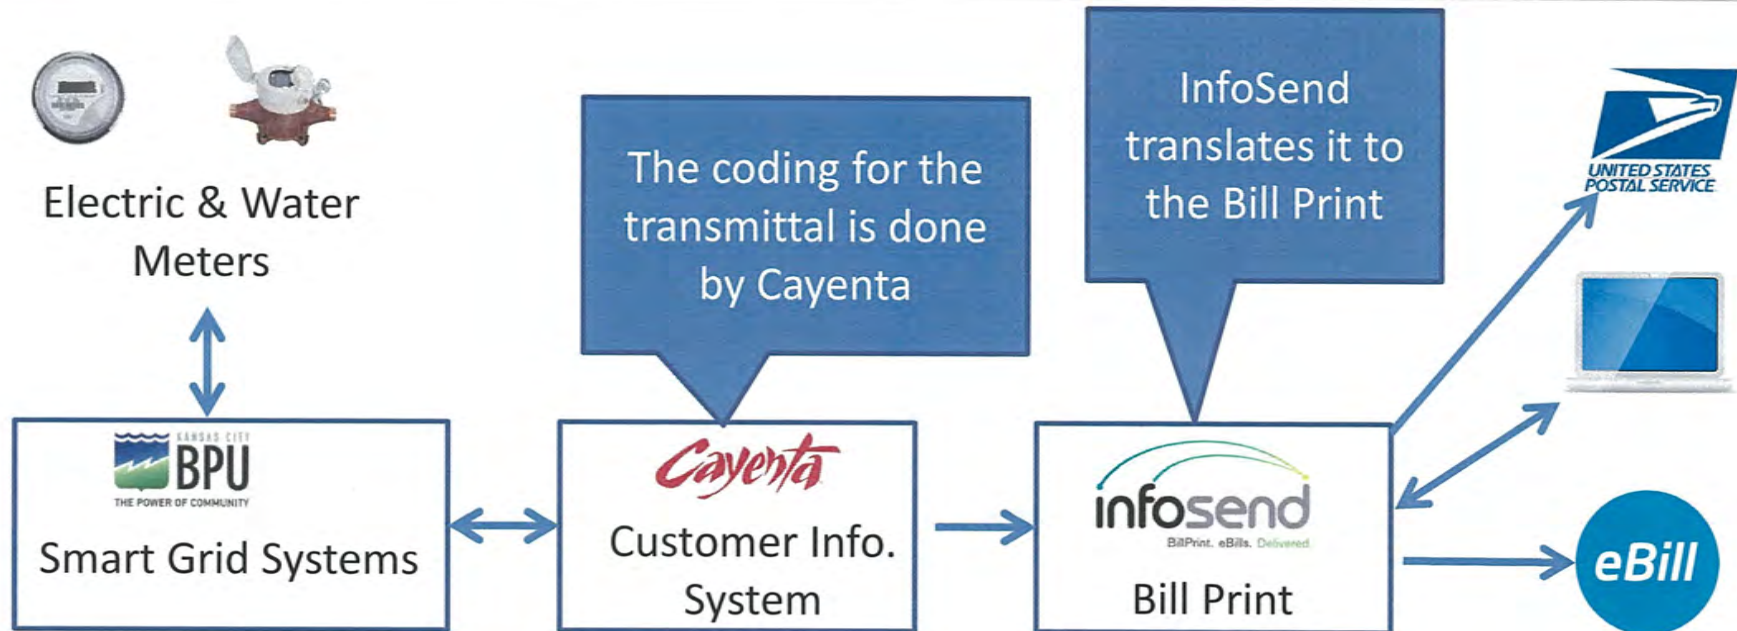 Electric & Water
Meters
The coding for the
transmittal is done
by Cayenta
InfoSend
translates it to
the Bill Print
UNITED STATES
POSTAL SERVICE
KANSAS CITY
BPU
THE POWER OF COMMUNITY
Smart Grid Systems
Cayenta
Customer Info.
System
infosend
BillPrint. eBills. Delivered.
Bill Print
eBill